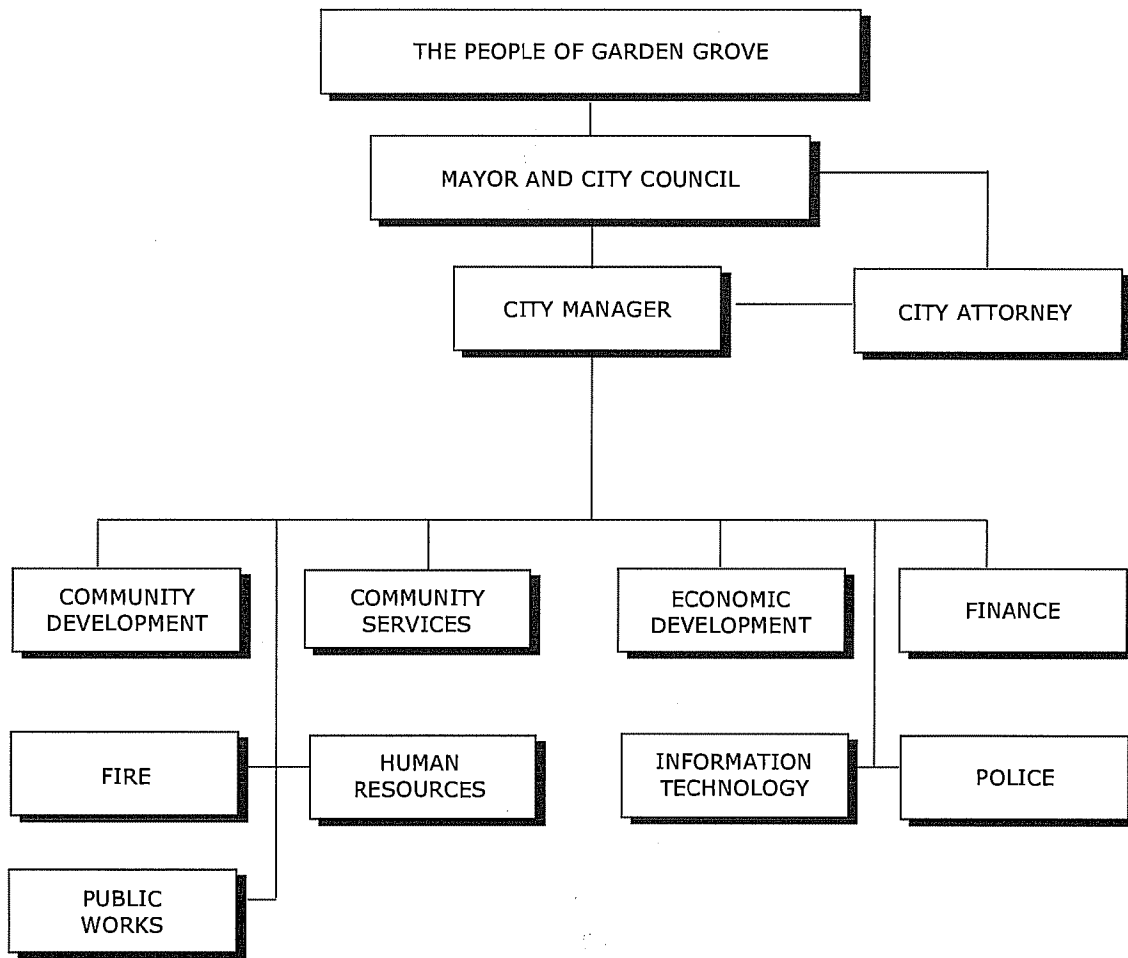 THE PEOPLE OF GARDEN GROVE
MAYOR AND CITY COUNCIL
CITY MANAGER
CITY ATTORNEY
COMMUNITY
DEVELOPMENT
COMMUNITY
SERVICES
ECONOMIC
DEVELOPMENT
FINANCE
FIRE
HUMAN
RESOURCES
INFORMATION
TECHNOLOGY
POLICE
PUBLIC
WORKS